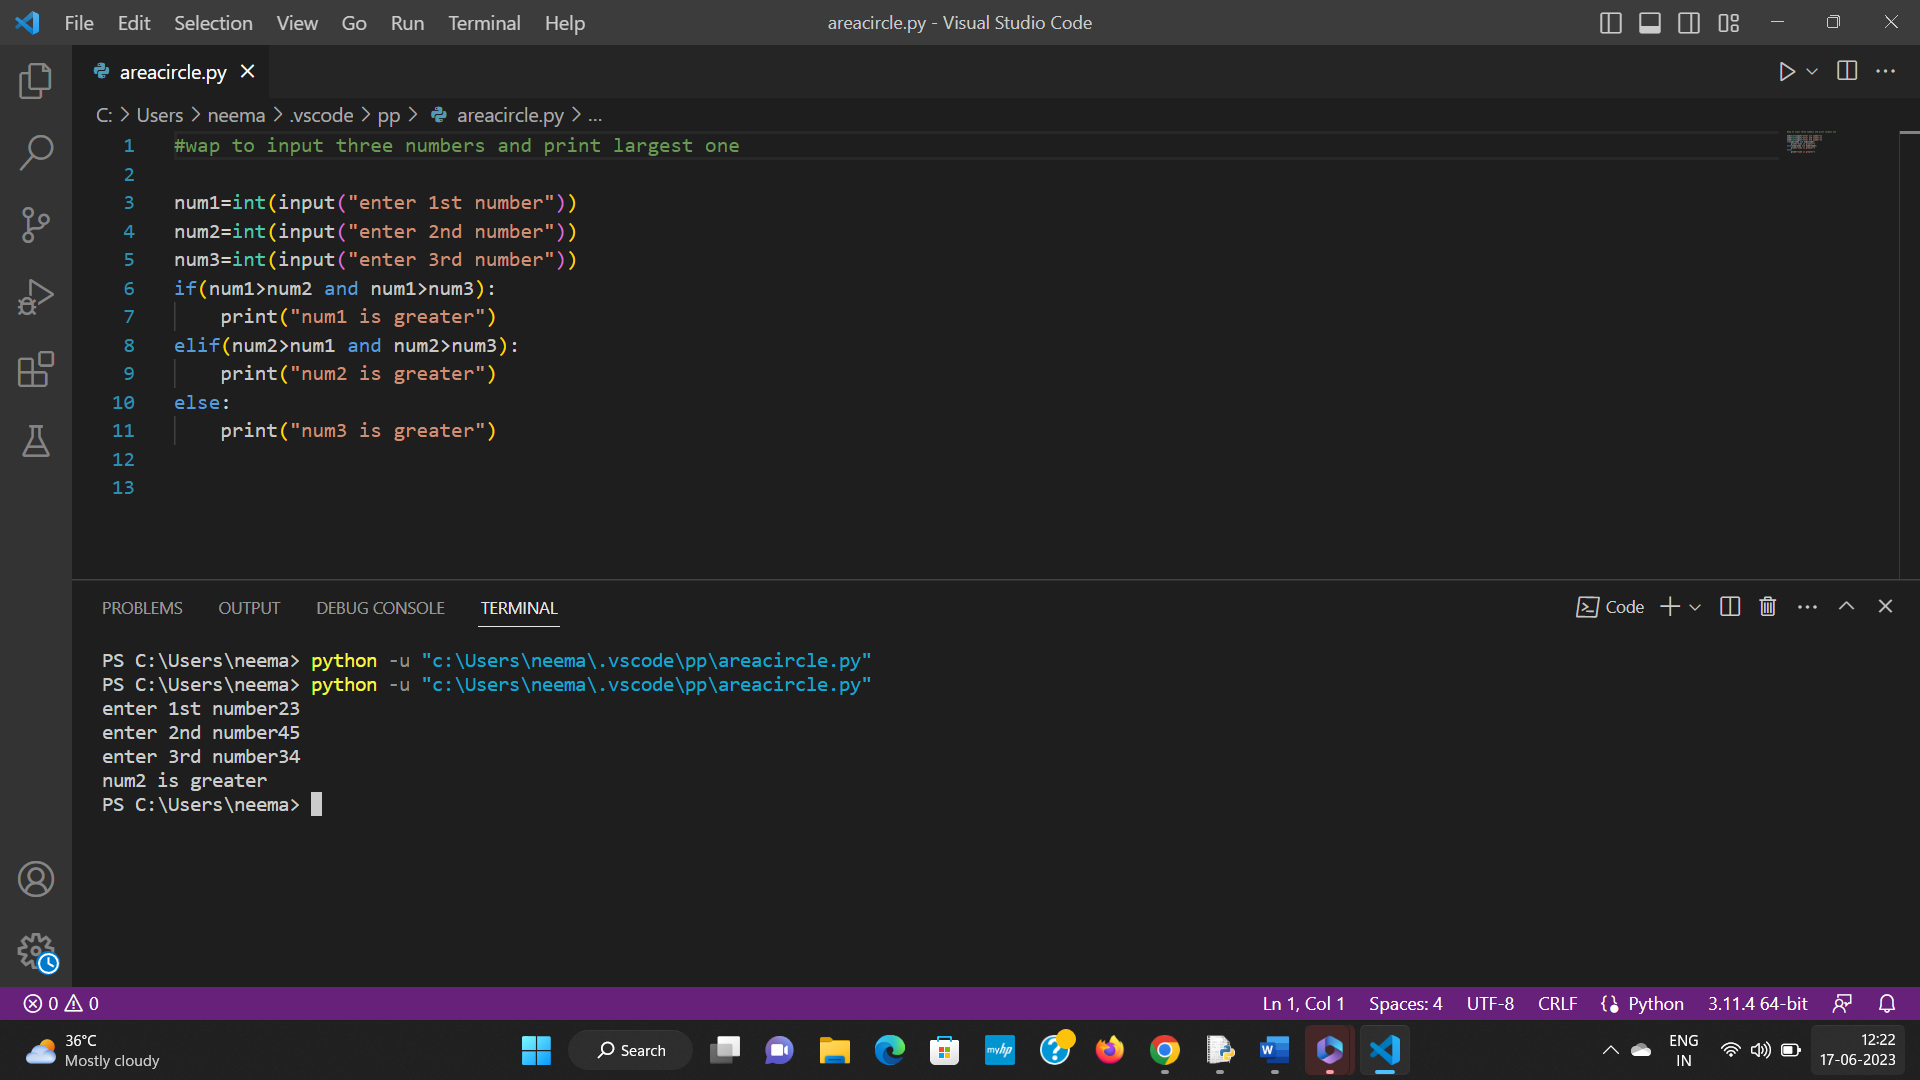 File Edit Selection View Go Run Terminal Help areacircle.py - Visual Studio Code
areacircle.py
C: > Users > neema > .vscode > pp > areacircle.py > ...
1 #wap to input three numbers and print largest one
2
3 num1=int(input("enter 1st number"))
4 num2=int(input("enter 2nd number"))
5 num3=int(input("enter 3rd number"))
6 if(num1>num2 and num1>num3):
7     print("num1 is greater")
8 elif(num2>num1 and num2>num3):
9     print("num2 is greater")
10 else:
11     print("num3 is greater")
12
13
PROBLEMS OUTPUT DEBUG CONSOLE TERMINAL Code
PS C:\Users\neema> python -u "c:\Users\neema\.vscode\pp\areacircle.py"
PS C:\Users\neema> python -u "c:\Users\neema\.vscode\pp\areacircle.py"
enter 1st number23
enter 2nd number45
enter 3rd number34
num2 is greater
PS C:\Users\neema>
0 0 Ln 1, Col 1 Spaces: 4 UTF-8 CRLF Python 3.11.4 64-bit
36°C
Mostly cloudy
Search
myhp
ENG
IN
12:22
17-06-2023